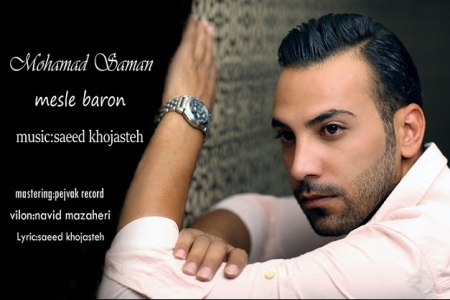 Mohamad Saman
mesle baron
music:saeed khojasteh
mastering:pejvak record
vilon:navid mazaheri
Lyric:saeed khojasteh